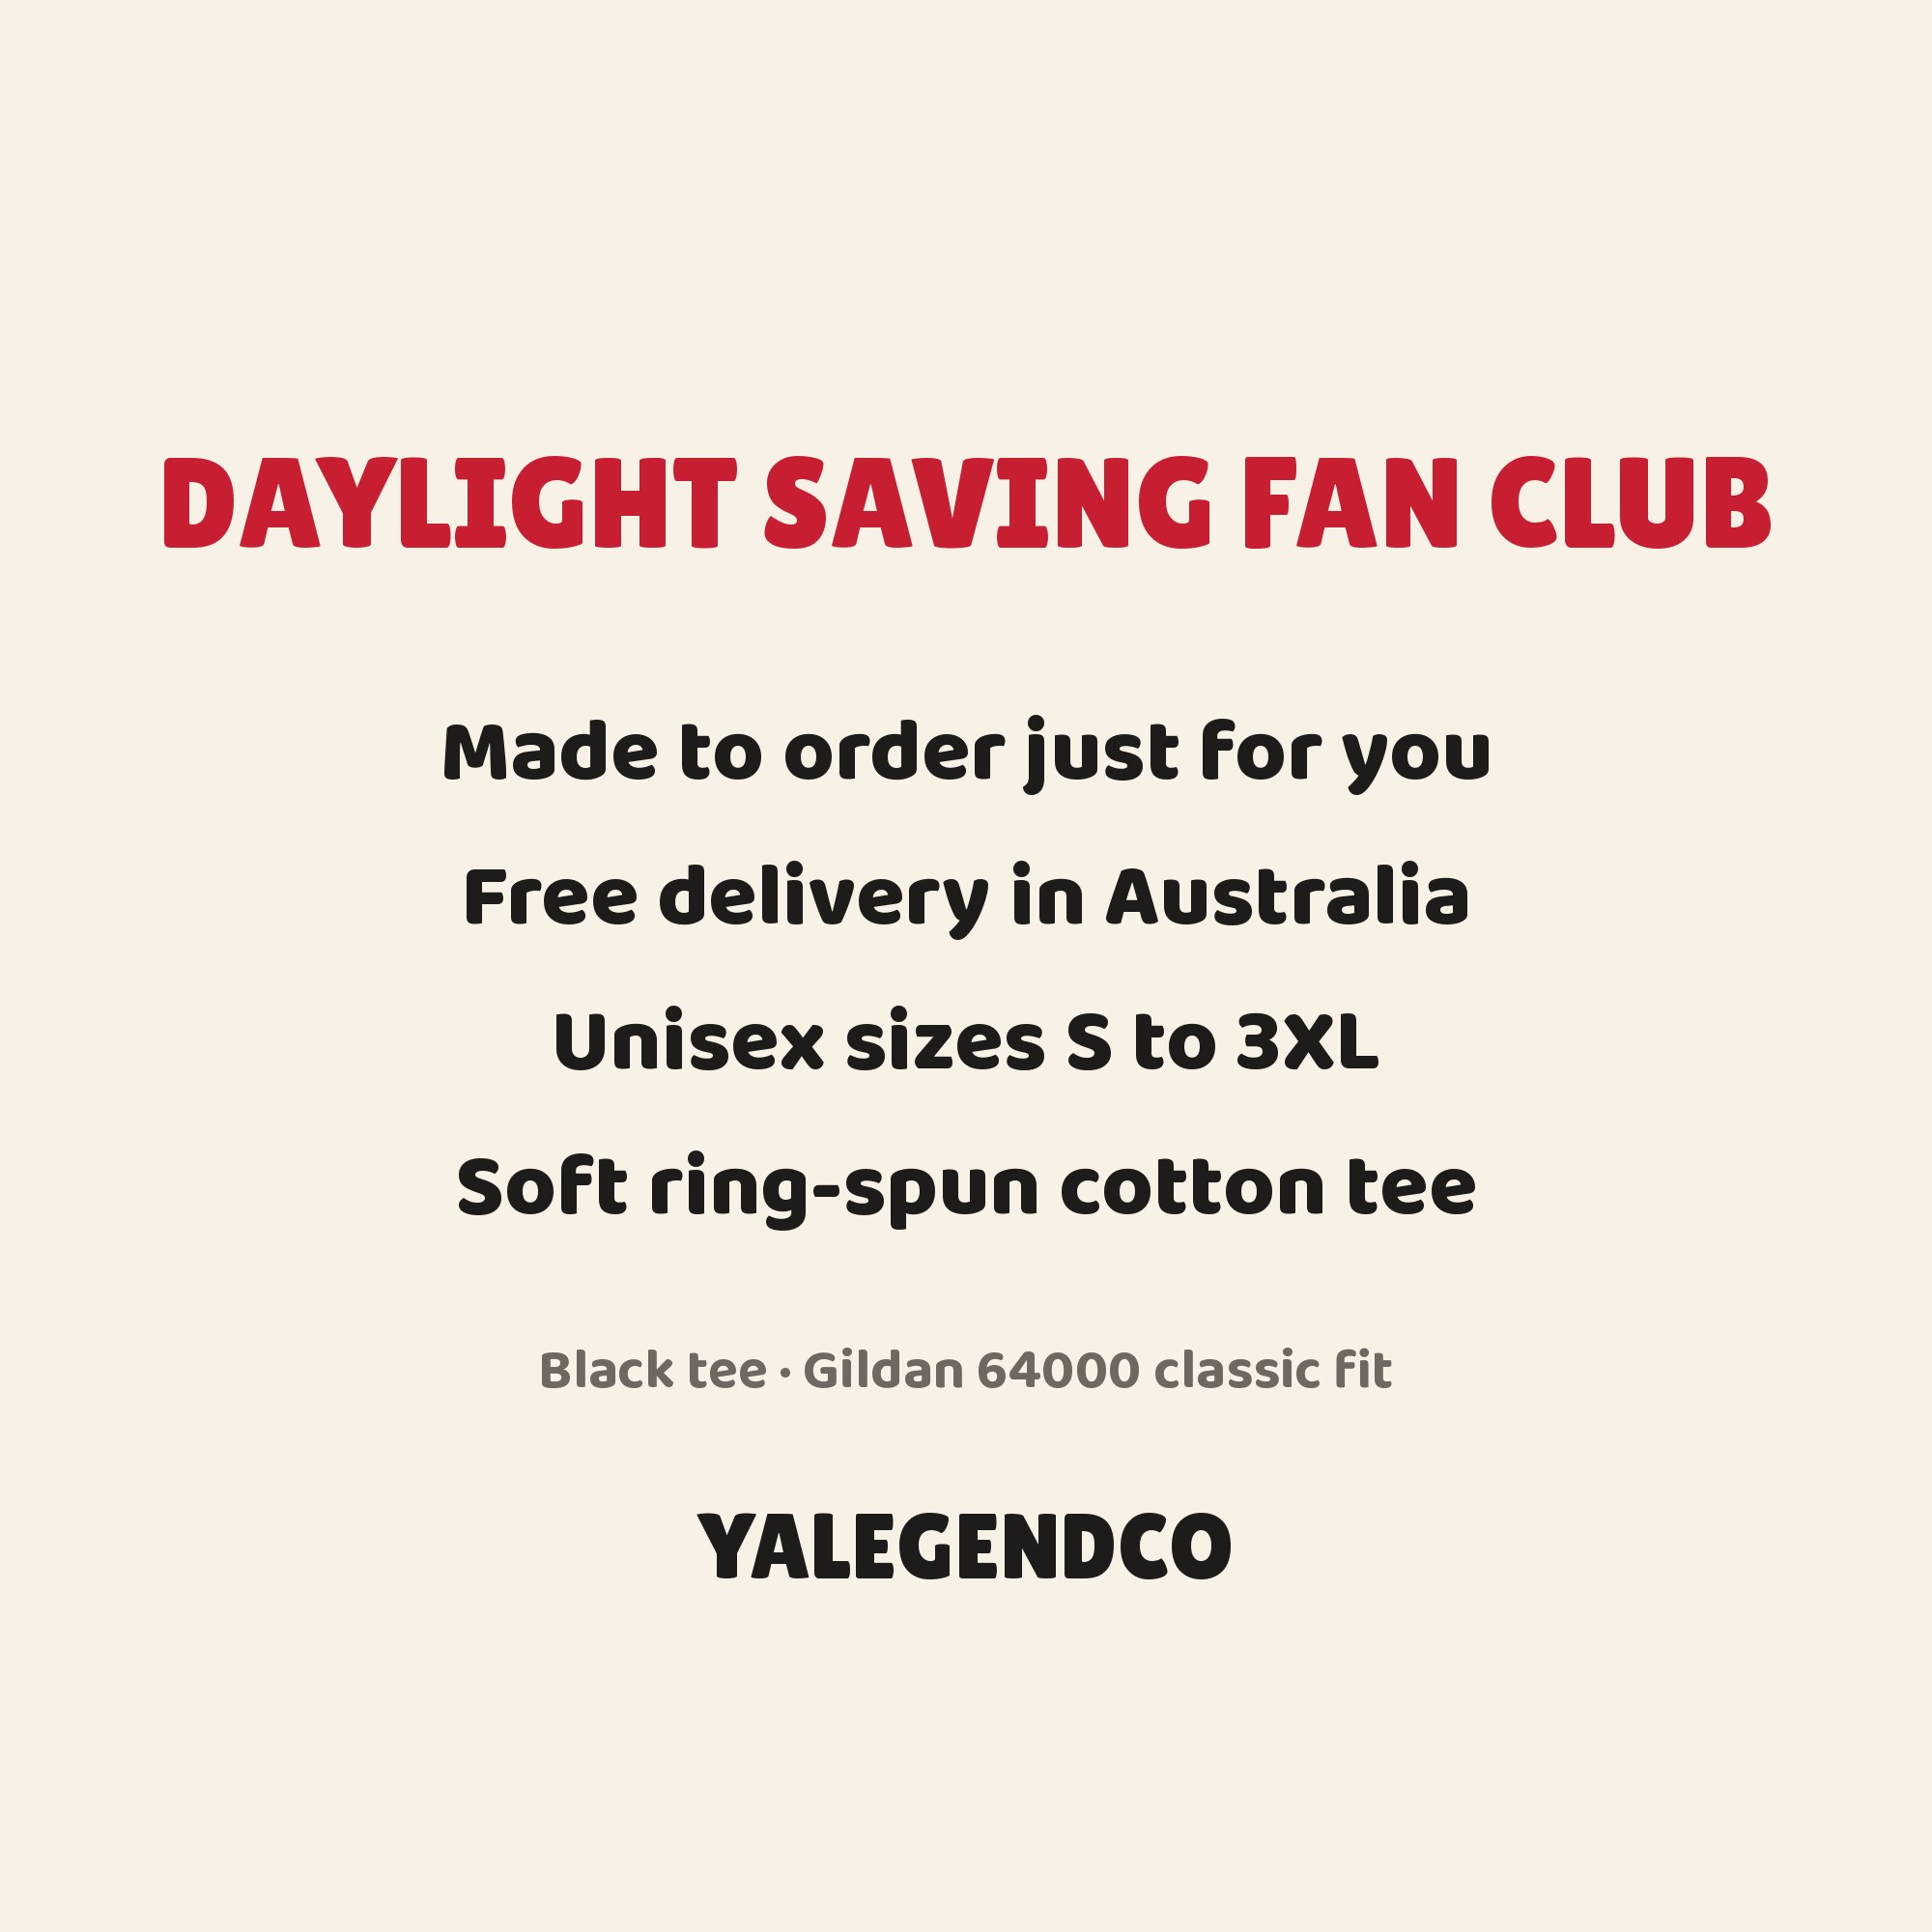 DAYLIGHT SAVING FAN CLUB
Made to order just for you
Free delivery in Australia
Unisex sizes S to 3XL
Soft ring-spun cotton tee
Black tee · Gildan 64000 classic fit
YALEGENDCO